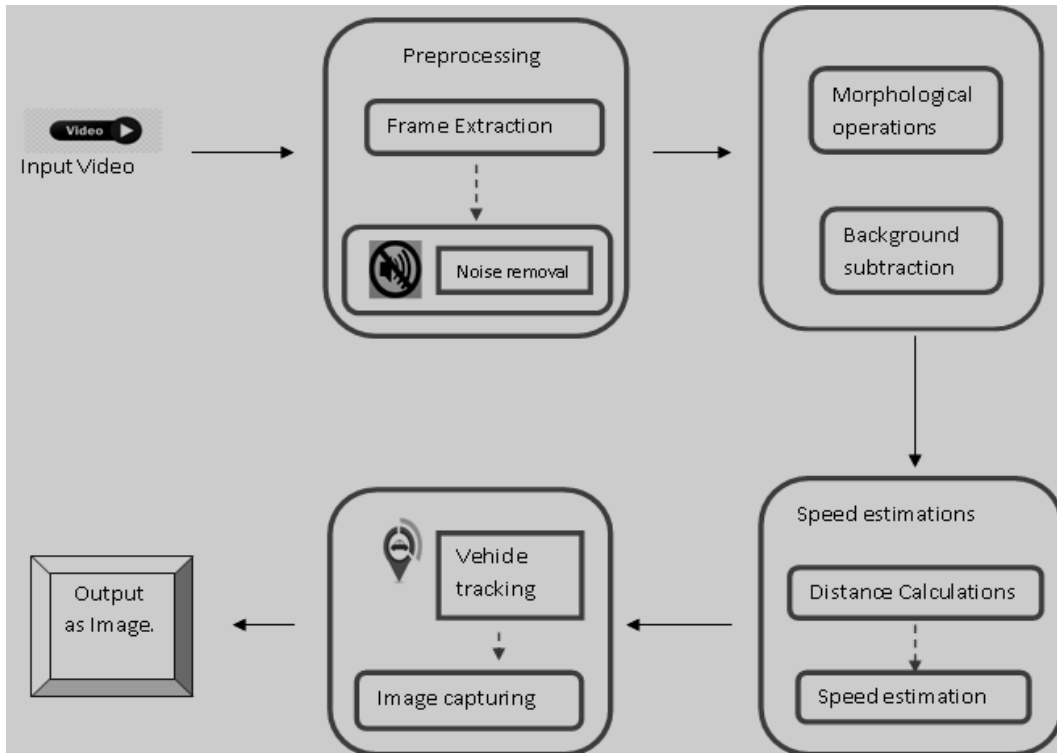 Video
Input Video
Preprocessing
Frame Extraction
Noise removal
Morphological
operations
Background
subtraction
Speed estimations
Distance Calculations
Speed estimation
Vehide
tracking
Image capturing
Output
as Image.